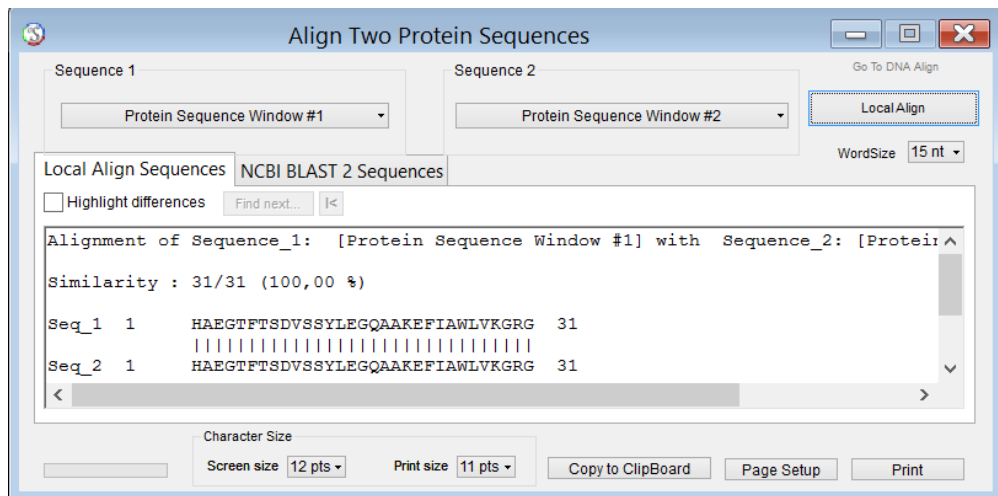 Align Two Protein Sequences
Sequence 1
Sequence 2
Go To DNA Align
Protein Sequence Window #1
Protein Sequence Window #2
Local Align
WordSize 15 nt
Local Align Sequences
NCBI BLAST 2 Sequences
Highlight differences
Find next...
|<
Alignment of Sequence_1: [Protein Sequence Window #1] with Sequence_2: [Protein
Similarity : 31/31 (100,00 %)
Seq_1 1 HAEGTFTSDVSSYLEGQAAKEFIAWLVKGRG 31
|||||||||||||||||||||||||||||||
Seq_2 1 HAEGTFTSDVSSYLEGQAAKEFIAWLVKGRG 31
Character Size
Screen size 12 pts
Print size 11 pts
Copy to ClipBoard
Page Setup
Print